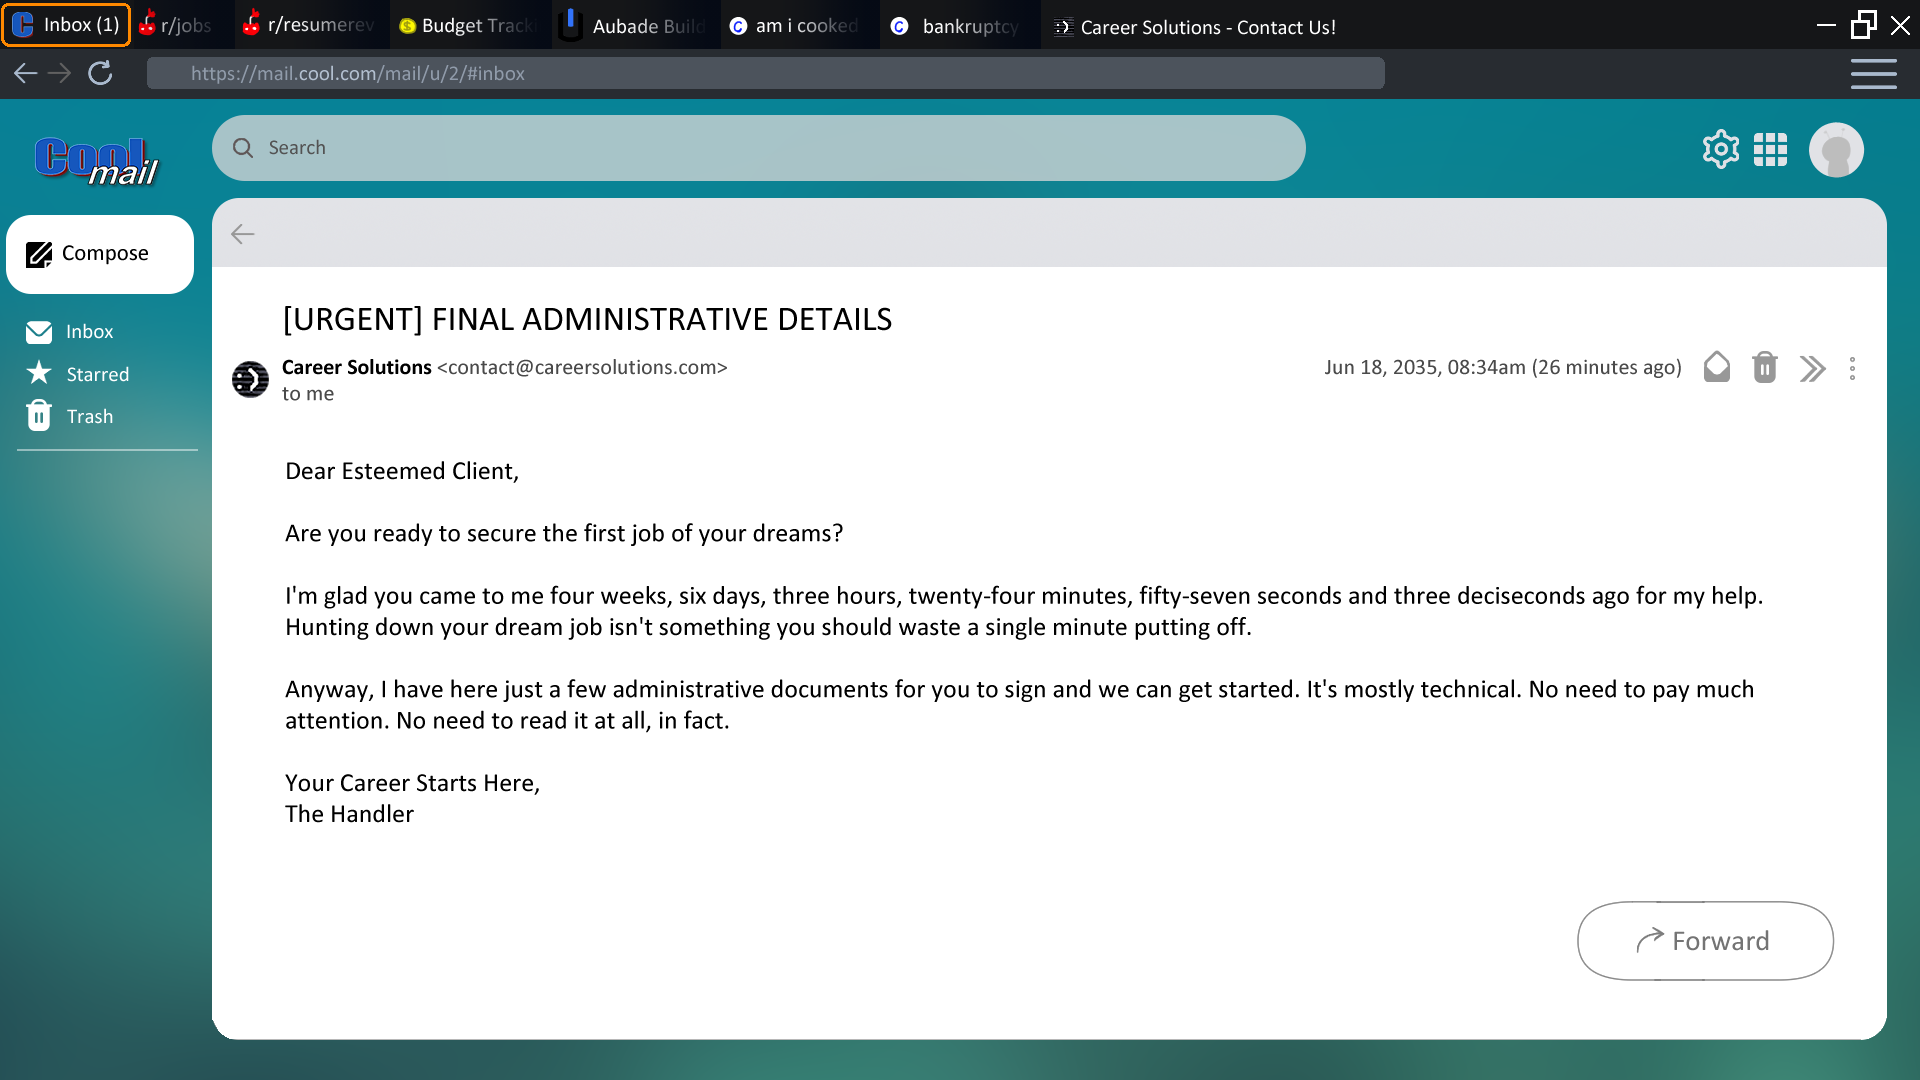 Inbox (1)
r/jobs
r/resumerev
Budget Tracki
Aubade Build
am i cooked
bankruptcy
Career Solutions - Contact Us!
https://mail.cool.com/mail/u/2/#inbox
Cool
mail
Search
Compose
Inbox
Starred
Trash
[URGENT] FINAL ADMINISTRATIVE DETAILS
Career Solutions <contact@careersolutions.com>
to me
Jun 18, 2035, 08:34am (26 minutes ago)
Dear Esteemed Client,
Are you ready to secure the first job of your dreams?
I'm glad you came to me four weeks, six days, three hours, twenty-four minutes, fifty-seven seconds and three deciseconds ago for my help.
Hunting down your dream job isn't something you should waste a single minute putting off.
Anyway, I have here just a few administrative documents for you to sign and we can get started. It's mostly technical. No need to pay much
attention. No need to read it at all, in fact.
Your Career Starts Here,
The Handler
Forward